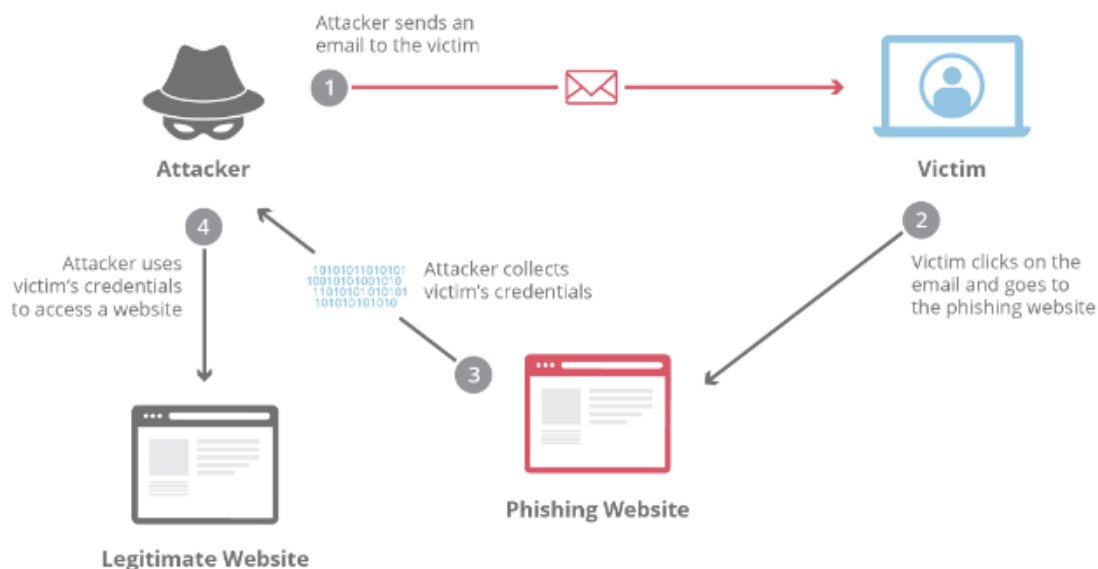 Attacker sends an
email to the victim
1
Attacker
Victim
4
2
Attacker uses
victim's credentials
to access a website
10101011010101
10010101001010
1101010101010101
101010101010
Attacker collects
victim's credentials
Victim clicks on the
email and goes to
the phishing website
3
Phishing Website
Legitimate Website